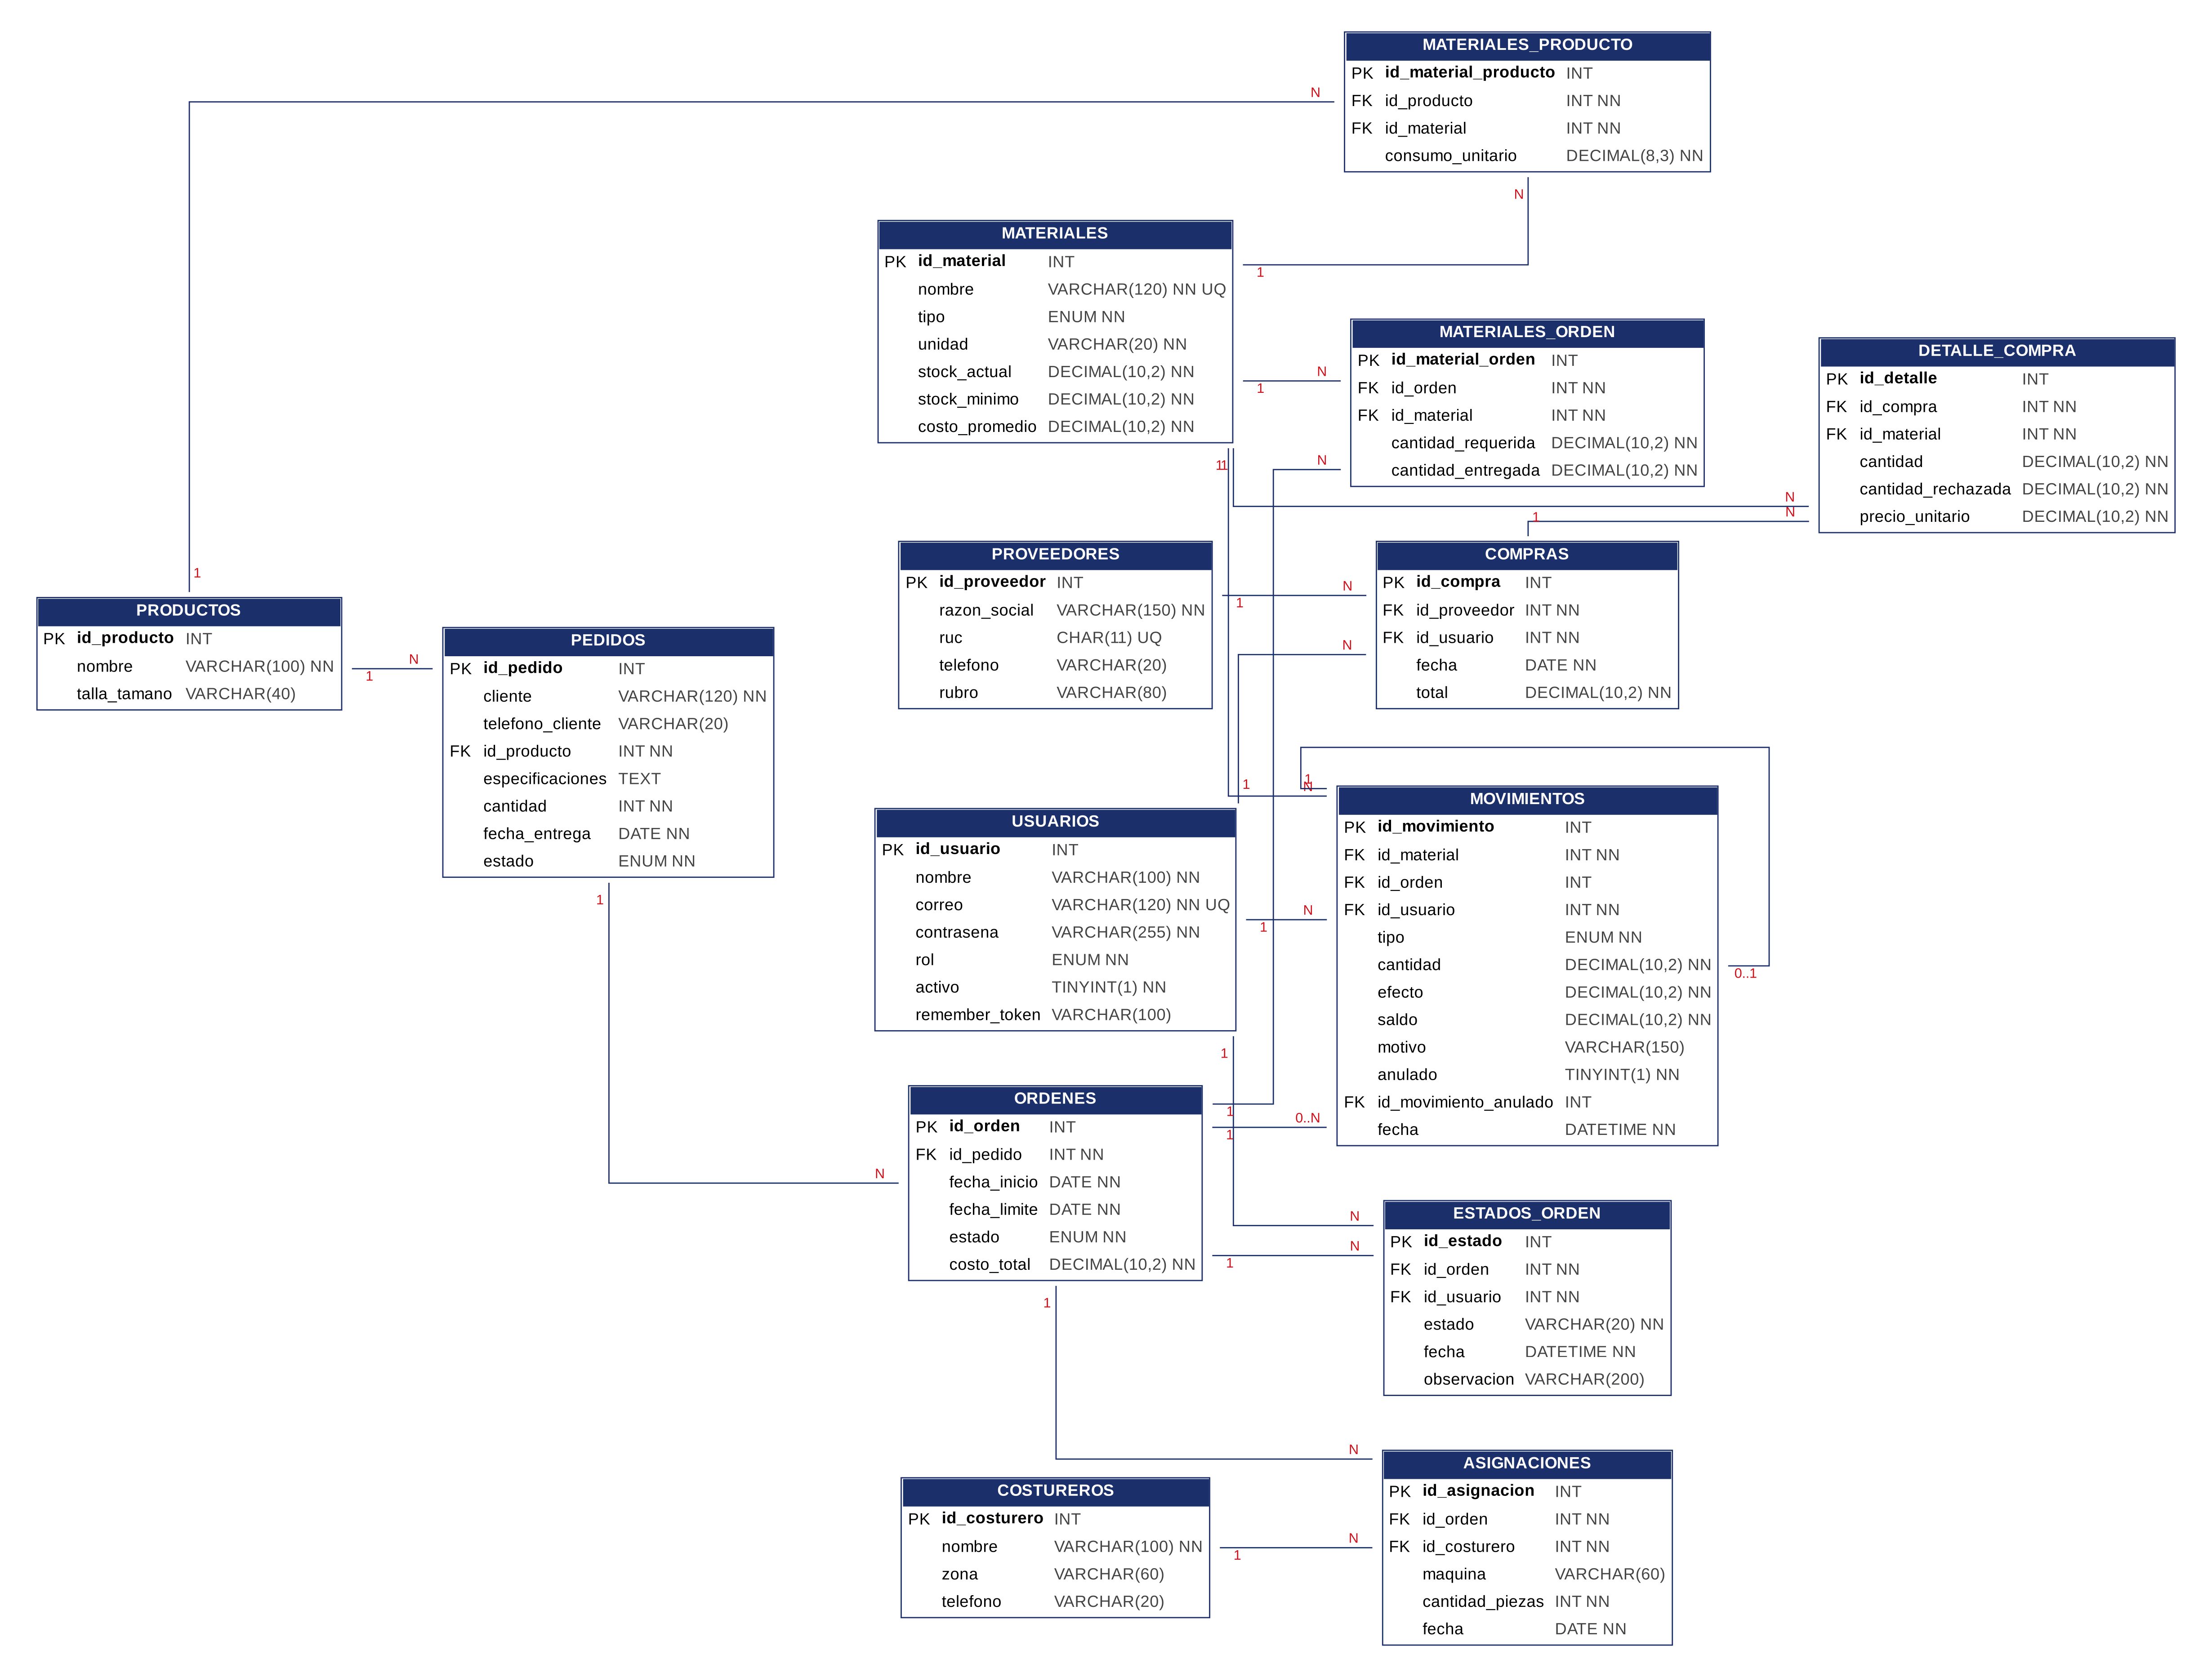 MATERIALES_PRODUCTO
PK id_material_producto INT
FK id_producto INT NN
FK id_material INT NN
consumo_unitario DECIMAL(8,3) NN
N
N
MATERIALES
PK id_material INT
nombre VARCHAR(120) NN UQ
tipo ENUM NN
unidad VARCHAR(20) NN
stock_actual DECIMAL(10,2) NN
stock_minimo DECIMAL(10,2) NN
costo_promedio DECIMAL(10,2) NN
1
1
N
N
1
1
MATERIALES_ORDEN
PK id_material_orden INT
FK id_orden INT NN
FK id_material INT NN
cantidad_requerida DECIMAL(10,2) NN
cantidad_entregada DECIMAL(10,2) NN
DETALLE_COMPRA
PK id_detalle INT
FK id_compra INT NN
FK id_material INT NN
cantidad DECIMAL(10,2) NN
cantidad_rechazada DECIMAL(10,2) NN
precio_unitario DECIMAL(10,2) NN
N
N
1
PROVEEDORES
PK id_proveedor INT
razon_social VARCHAR(150) NN
ruc CHAR(11) UQ
telefono VARCHAR(20)
rubro VARCHAR(80)
1
N
N
COMPRAS
PK id_compra INT
FK id_proveedor INT NN
FK id_usuario INT NN
fecha DATE NN
total DECIMAL(10,2) NN
1
PRODUCTOS
PK id_producto INT
nombre VARCHAR(100) NN
talla_tamano VARCHAR(40)
1
N
PEDIDOS
PK id_pedido INT
cliente VARCHAR(120) NN
telefono_cliente VARCHAR(20)
FK id_producto INT NN
especificaciones TEXT
cantidad INT NN
fecha_entrega DATE NN
estado ENUM NN
1
1
1
N
USUARIOS
PK id_usuario INT
nombre VARCHAR(100) NN
correo VARCHAR(120) NN UQ
contrasena VARCHAR(255) NN
rol ENUM NN
activo TINYINT(1) NN
remember_token VARCHAR(100)
1
N
1
MOVIMIENTOS
PK id_movimiento INT
FK id_material INT NN
FK id_orden INT
FK id_usuario INT NN
tipo ENUM NN
cantidad DECIMAL(10,2) NN
efecto DECIMAL(10,2) NN
saldo DECIMAL(10,2) NN
motivo VARCHAR(150)
anulado TINYINT(1) NN
FK id_movimiento_anulado INT
fecha DATETIME NN
0..1
ORDENES
PK id_orden INT
FK id_pedido INT NN
fecha_inicio DATE NN
fecha_limite DATE NN
estado ENUM NN
costo_total DECIMAL(10,2) NN
1
0..N
1
N
N
N
1
1
ESTADOS_ORDEN
PK id_estado INT
FK id_orden INT NN
FK id_usuario INT NN
estado VARCHAR(20) NN
fecha DATETIME NN
observacion VARCHAR(200)
N
COSTUREROS
PK id_costurero INT
nombre VARCHAR(100) NN
zona VARCHAR(60)
telefono VARCHAR(20)
N
1
ASIGNACIONES
PK id_asignacion INT
FK id_orden INT NN
FK id_costurero INT NN
maquina VARCHAR(60)
cantidad_piezas INT NN
fecha DATE NN